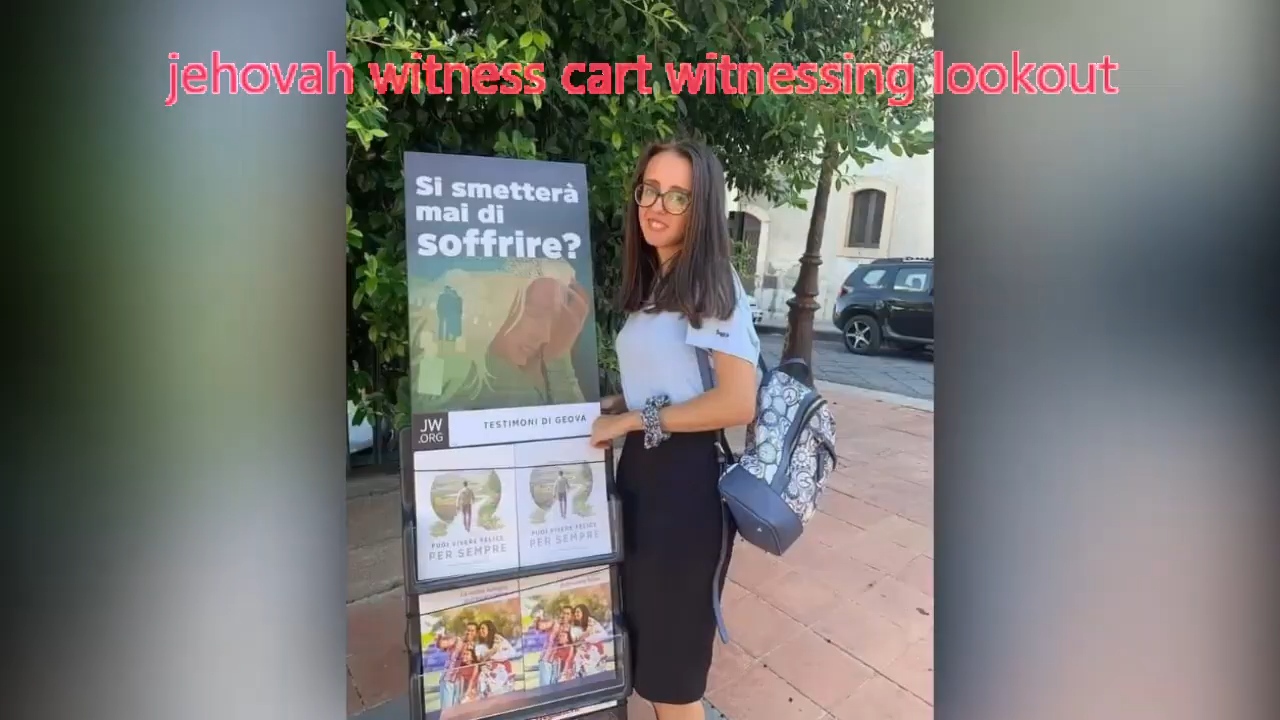 jehovah witness cart witnessing lookout
Si smetterà
mai di
soffrire?
JW
.ORG
TESTIMONI DI GEOVA
PUOI VIVERE FELICE
PER SEMPRE
PUOI VIVERE FELICE
PER SEMPRE